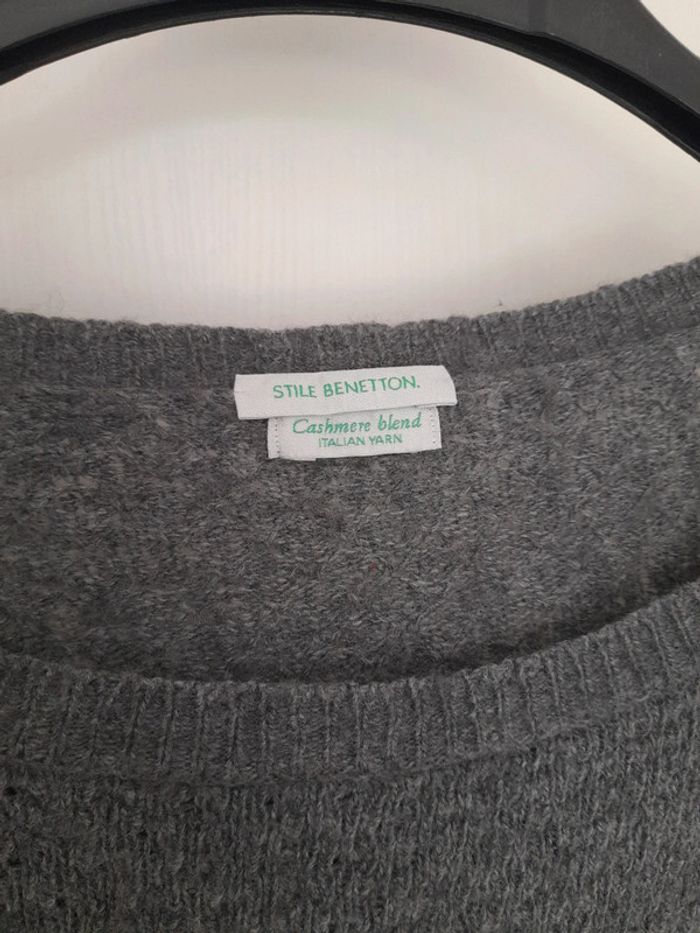 STILE BENETTON.
Cashmere blend
ITALIAN YARN